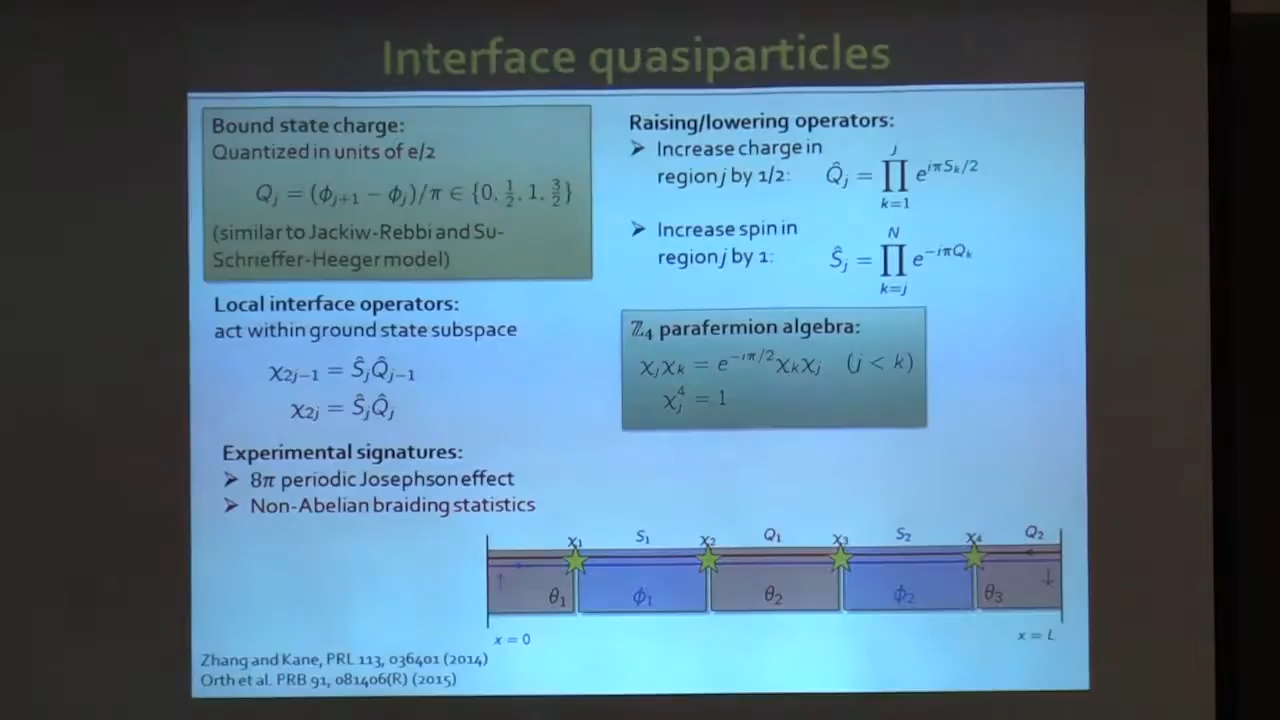 Interface quasiparticles
Bound state charge:
Quantized in units of e/2
Q_j = (ϕ_{j+1} − ϕ_j)/π ∈ {0, 1/2, 1, 3/2}
(similar to Jackiw-Rebbi and Su-
Schrieffer-Heeger model)
Local interface operators:
act within ground state subspace
χ_{2j−1} = Ŝ_j Q̂_{j−1}
χ_{2j} = Ŝ_j Q̂_j
Experimental signatures:
➢ 8π periodic Josephson effect
➢ Non-Abelian braiding statistics
Raising/lowering operators:
➢ Increase charge in
region j by 1/2: Q̂_j = ∏_{k=1}^{j} e^{iπS_k/2}
➢ Increase spin in
region j by 1: Ŝ_j = ∏_{k=j}^{N} e^{−iπQ_k}
ℤ₄ parafermion algebra:
χ_j χ_k = e^{−iπ/2} χ_k χ_j (j < k)
χ_j^4 = 1
χ₁ S₁ χ₂ Q₁ χ₃ S₂ χ₄ Q₂
↑ θ₁ ϕ₁ θ₂ ϕ₂ θ₃ ↓
x = 0 x = L
Zhang and Kane, PRL 113, 036401 (2014)
Orth et al. PRB 91, 081406(R) (2015)